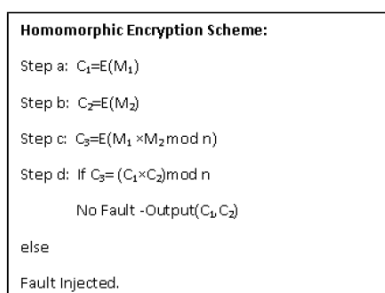 Homomorphic Encryption Scheme:
Step a: C₁=E(M₁)
Step b: C₂=E(M₂)
Step c: C₃=E(M₁ ×M₂ mod n)
Step d: If C₃= (C₁×C₂)mod n
No Fault -Output(C₁,C₂)
else
Fault Injected.